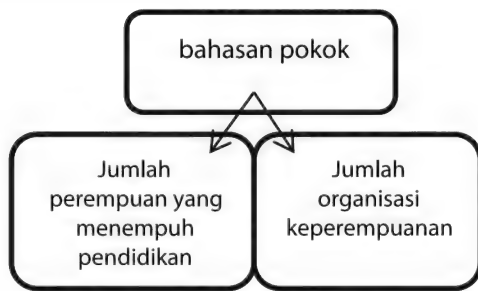 bahasan pokok
Jumlah
perempuan yang
menempuh
pendidikan
Jumlah
organisasi
keperempuanan